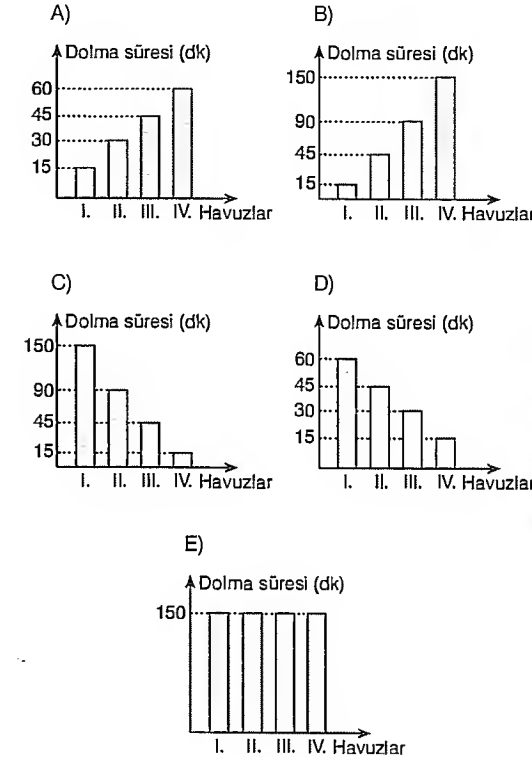 A)
Dolma süresi (dk)
60
45
30
15
I. II. III. IV. Havuzlar
B)
Dolma süresi (dk)
150
90
45
15
I. II. III. IV. Havuzlar
C)
Dolma süresi (dk)
150
90
45
15
I. II. III. IV. Havuzlar
D)
Dolma süresi (dk)
60
45
30
15
I. II. III. IV. Havuzlar
E)
Dolma süresi (dk)
150
I. II. III. IV. Havuzlar